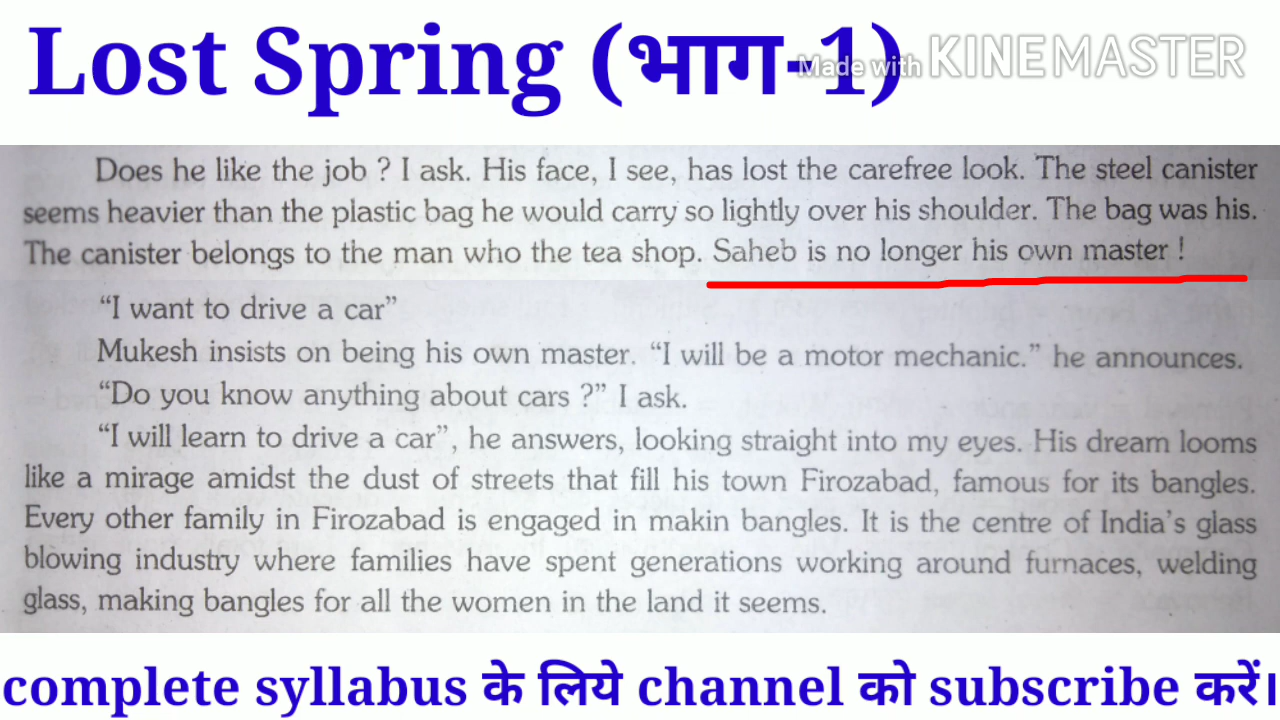 Lost Spring (भाग-1)
Made with KINEMASTER
Does he like the job ? I ask. His face, I see, has lost the carefree look. The steel canister
seems heavier than the plastic bag he would carry so lightly over his shoulder. The bag was his.
The canister belongs to the man who the tea shop. Saheb is no longer his own master !
“I want to drive a car”
Mukesh insists on being his own master. “I will be a motor mechanic.” he announces.
“Do you know anything about cars ?” I ask.
“I will learn to drive a car”, he answers, looking straight into my eyes. His dream looms
like a mirage amidst the dust of streets that fill his town Firozabad, famous for its bangles.
Every other family in Firozabad is engaged in makin bangles. It is the centre of India’s glass
blowing industry where families have spent generations working around furnaces, welding
glass, making bangles for all the women in the land it seems.
complete syllabus के लिये channel को subscribe करें।